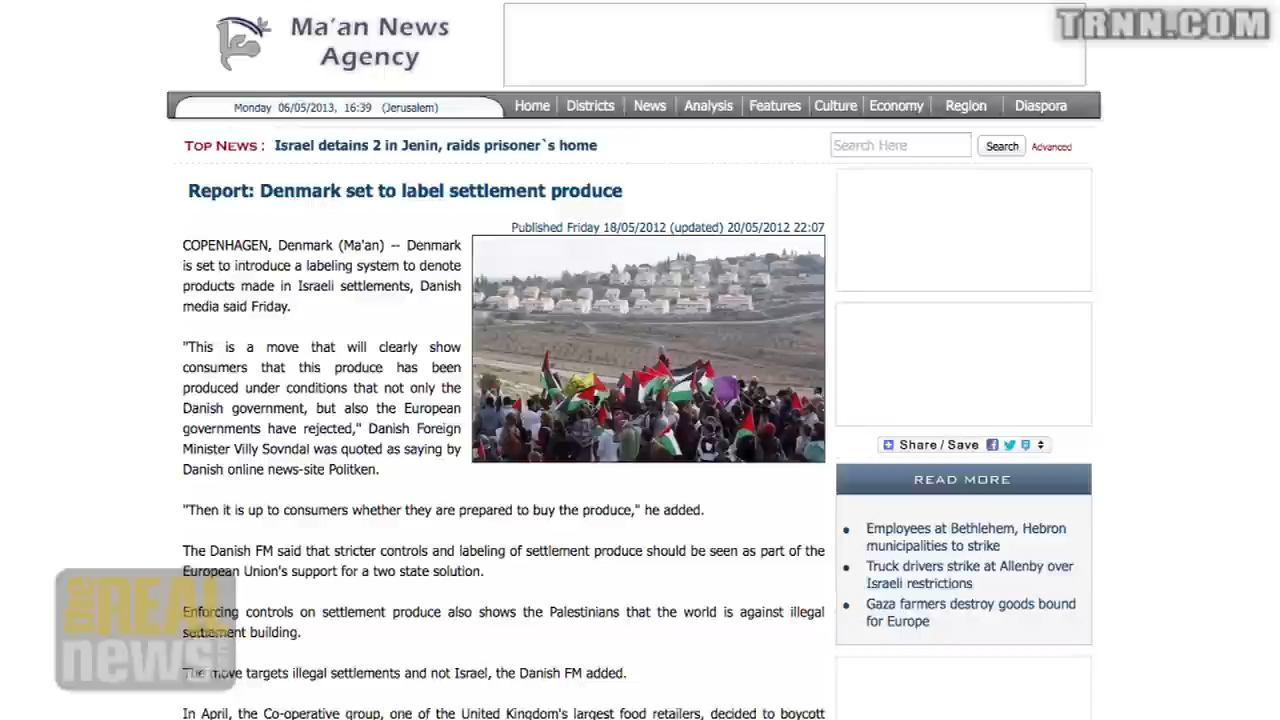 TRNN.COM
Ma'an News
Agency
Monday 06/05/2013, 16:39 (Jerusalem)
Home Districts News Analysis Features Culture Economy Region Diaspora
TOP NEWS : Israel detains 2 in Jenin, raids prisoner`s home
Search Here Search Advanced
Report: Denmark set to label settlement produce
Published Friday 18/05/2012 (updated) 20/05/2012 22:07
COPENHAGEN, Denmark (Ma'an) -- Denmark
is set to introduce a labeling system to denote
products made in Israeli settlements, Danish
media said Friday.
"This is a move that will clearly show
consumers that this produce has been
produced under conditions that not only the
Danish government, but also the European
governments have rejected," Danish Foreign
Minister Villy Sovndal was quoted as saying by
Danish online news-site Politken.
"Then it is up to consumers whether they are prepared to buy the produce," he added.
The Danish FM said that stricter controls and labeling of settlement produce should be seen as part of the
European Union's support for a two state solution.
Enforcing controls on settlement produce also shows the Palestinians that the world is against illegal
settlement building.
The move targets illegal settlements and not Israel, the Danish FM added.
In April, the Co-operative group, one of the United Kingdom's largest food retailers, decided to boycott
Share / Save
READ MORE
Employees at Bethlehem, Hebron
municipalities to strike
Truck drivers strike at Allenby over
Israeli restrictions
Gaza farmers destroy goods bound
for Europe
the REAL
news